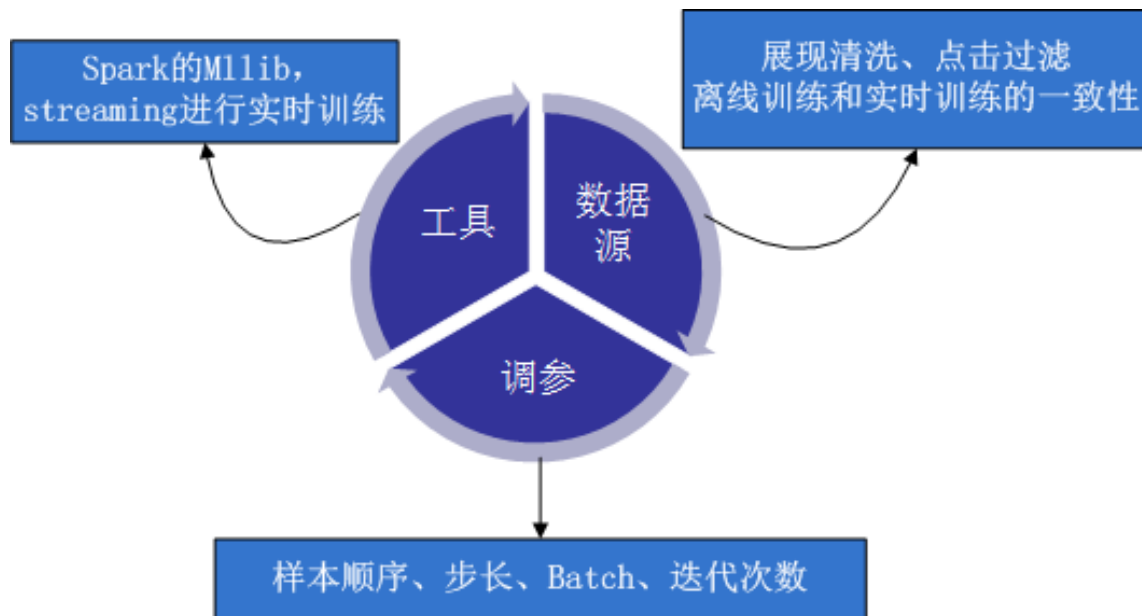 Spark的Mllib，
streaming进行实时训练
展现清洗、点击过滤
离线训练和实时训练的一致性
工具
数据
源
调参
样本顺序、步长、Batch、迭代次数